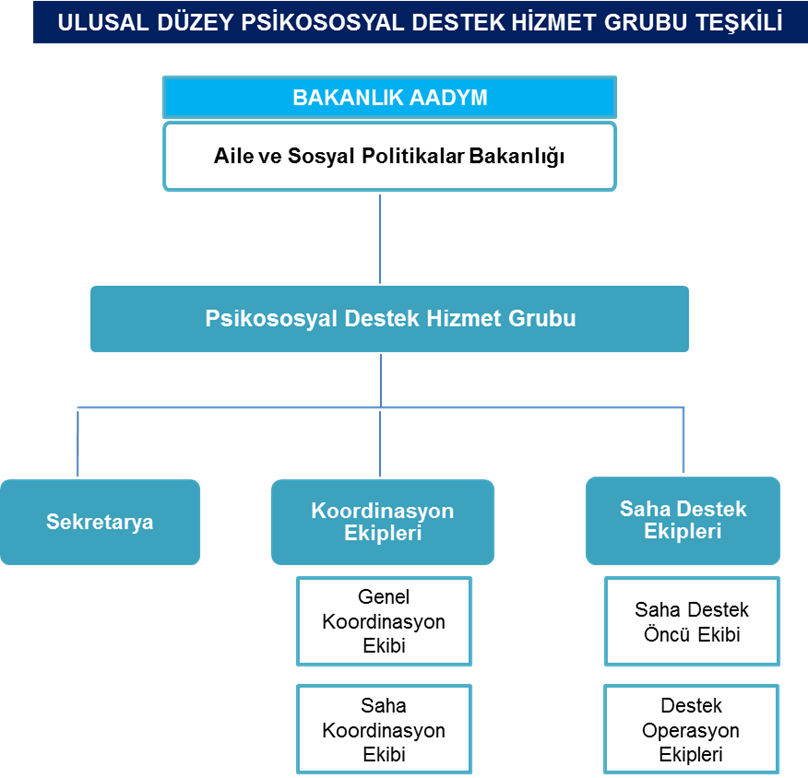 ULUSAL DÜZEY PSİKOSOSYAL DESTEK HİZMET GRUBU TEŞKİLİ
BAKANLIK AADYM
Aile ve Sosyal Politikalar Bakanlığı
Psikososyal Destek Hizmet Grubu
Sekretarya
Koordinasyon
Ekipleri
Genel
Koordinasyon
Ekibi
Saha
Koordinasyon
Ekibi
Saha Destek
Ekipleri
Saha Destek
Öncü Ekibi
Destek
Operasyon
Ekipleri